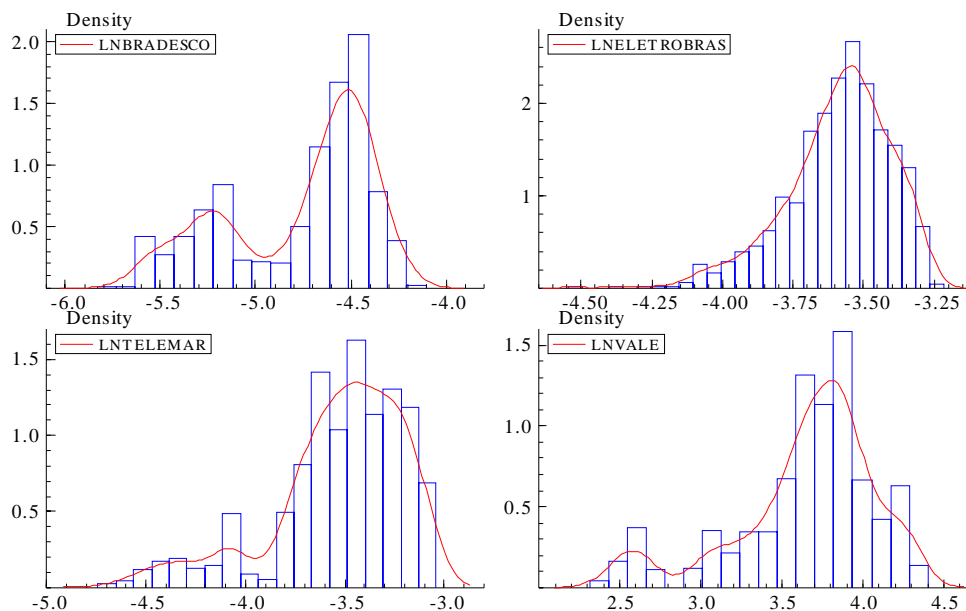 Density
LNBRADESCO
2.0
1.5
1.0
0.5
-6.0 -5.5 -5.0 -4.5 -4.0
Density
LNELETROBRAS
2
1
-4.50 -4.25 -4.00 -3.75 -3.50 -3.25
Density
LNTELEMAR
1.5
1.0
0.5
-5.0 -4.5 -4.0 -3.5 -3.0
Density
LNVALE
1.5
1.0
0.5
2.5 3.0 3.5 4.0 4.5